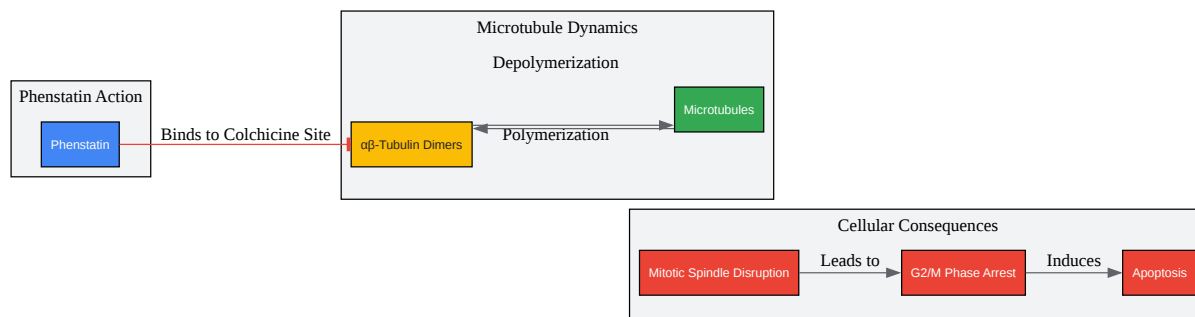 Microtubule Dynamics
Depolymerization
Phenstatin Action
Microtubules
Phenstatin
Binds to Colchicine Site
αβ-Tubulin Dimers
Polymerization
Cellular Consequences
Mitotic Spindle Disruption
Leads to
G2/M Phase Arrest
Induces
Apoptosis